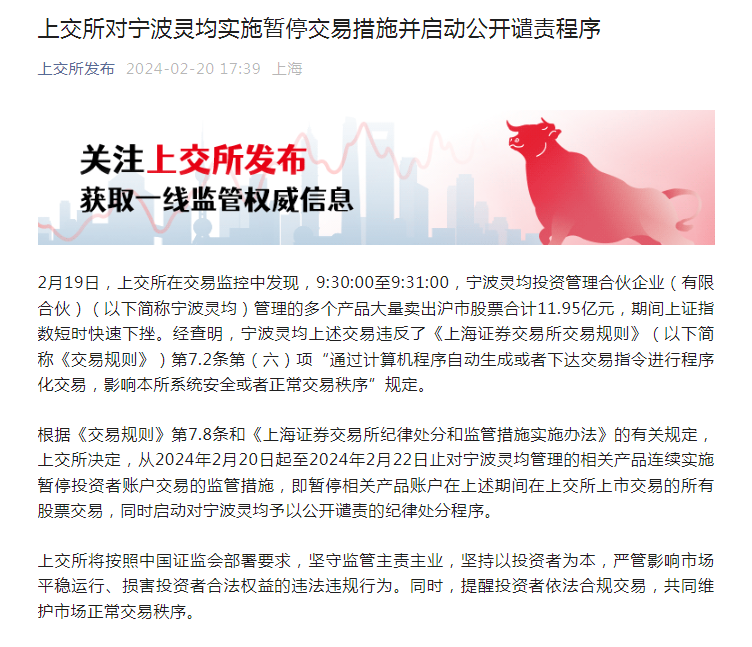 上交所对宁波灵均实施暂停交易措施并启动公开谴责程序
上交所发布 2024-02-20 17:39 上海
关注上交所发布
获取一线监管权威信息
2月19日，上交所在交易监控中发现，9:30:00至9:31:00，宁波灵均投资管理合伙企业（有限
合伙）（以下简称宁波灵均）管理的多个产品大量卖出沪市股票合计11.95亿元，期间上证指
数短时快速下挫。经查明，宁波灵均上述交易违反了《上海证券交易所交易规则》（以下简
称《交易规则》）第7.2条第（六）项“通过计算机程序自动生成或者下达交易指令进行程序
化交易，影响本所系统安全或者正常交易秩序”规定。
根据《交易规则》第7.8条和《上海证券交易所纪律处分和监管措施实施办法》的有关规定，
上交所决定，从2024年2月20日起至2024年2月22日止对宁波灵均管理的相关产品连续实施
暂停投资者账户交易的监管措施，即暂停相关产品账户在上述期间在上交所上市交易的所有
股票交易，同时启动对宁波灵均予以公开谴责的纪律处分程序。
上交所将按照中国证监会部署要求，坚守监管主责主业，坚持以投资者为本，严管影响市场
平稳运行、损害投资者合法权益的违法违规行为。同时，提醒投资者依法合规交易，共同维
护市场正常交易秩序。